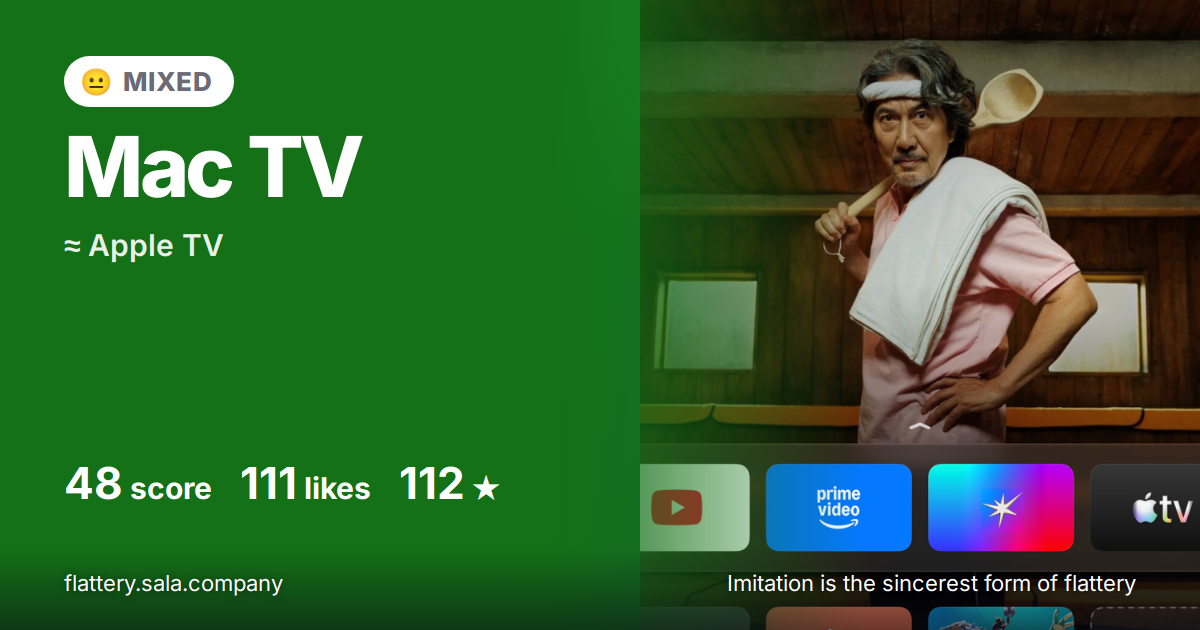 😐 MIXED
Mac TV
≈ Apple TV
48 score 111 likes 112 ★
prime video
tv
flattery.sala.company
Imitation is the sincerest form of flattery